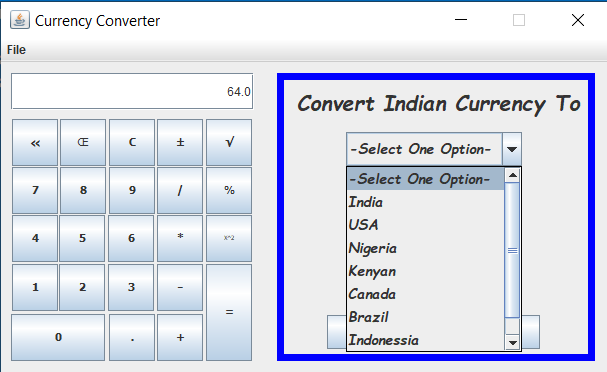 Currency Converter
File
64.0
« Œ C ± √
7 8 9 / %
4 5 6 * X^2
1 2 3 - =
0 . +
Convert Indian Currency To
-Select One Option-
-Select One Option-
India
USA
Nigeria
Kenyan
Canada
Brazil
Indonessia